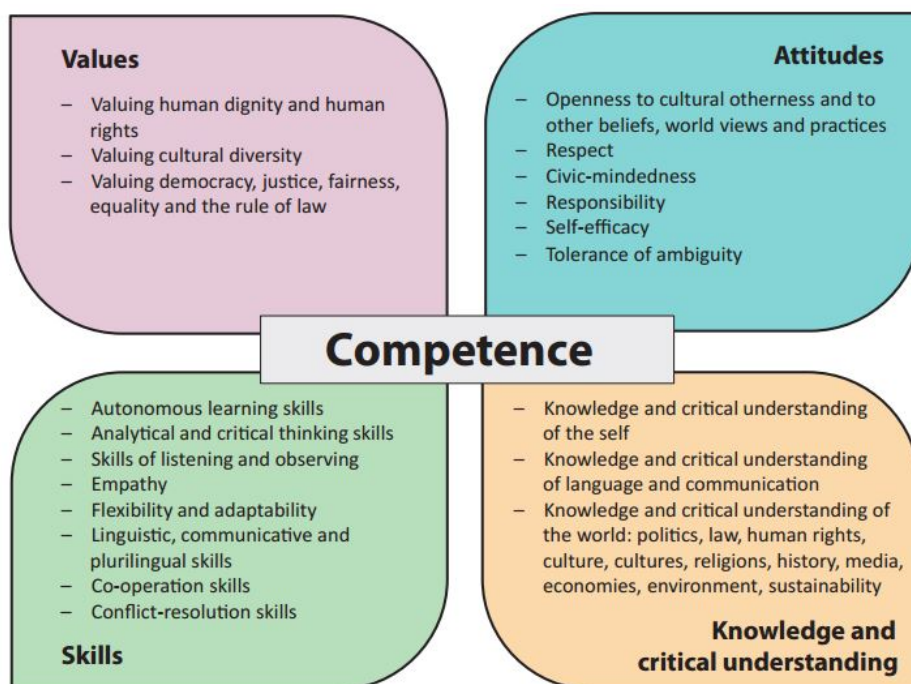 Values
– Valuing human dignity and human
rights
– Valuing cultural diversity
– Valuing democracy, justice, fairness,
equality and the rule of law
Attitudes
– Openness to cultural otherness and to
other beliefs, world views and practices
– Respect
– Civic-mindedness
– Responsibility
– Self-efficacy
– Tolerance of ambiguity
Competence
– Autonomous learning skills
– Analytical and critical thinking skills
– Skills of listening and observing
– Empathy
– Flexibility and adaptability
– Linguistic, communicative and
plurilingual skills
– Co-operation skills
– Conflict-resolution skills
Skills
– Knowledge and critical understanding
of the self
– Knowledge and critical understanding
of language and communication
– Knowledge and critical understanding of
the world: politics, law, human rights,
culture, cultures, religions, history, media,
economies, environment, sustainability
Knowledge and
critical understanding